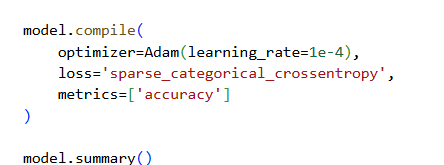 model.compile(
    optimizer=Adam(learning_rate=1e-4),
    loss='sparse_categorical_crossentropy',
    metrics=['accuracy']
)
model.summary()